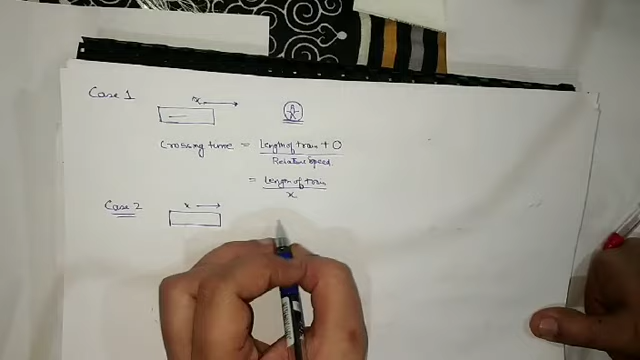 Case 1
x
Crossing time = Length of train + 0
Relative Speed
= Length of train
x
Case 2
x